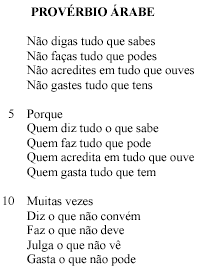 PROVÉRBIO ÁRABE
Não digas tudo que sabes
Não faças tudo que podes
Não acredites em tudo que ouves
Não gastes tudo que tens
5 Porque
Quem diz tudo o que sabe
Quem faz tudo que pode
Quem acredita em tudo que ouve
Quem gasta tudo que tem
10 Muitas vezes
Diz o que não convém
Faz o que não deve
Julga o que não vê
Gasta o que não pode